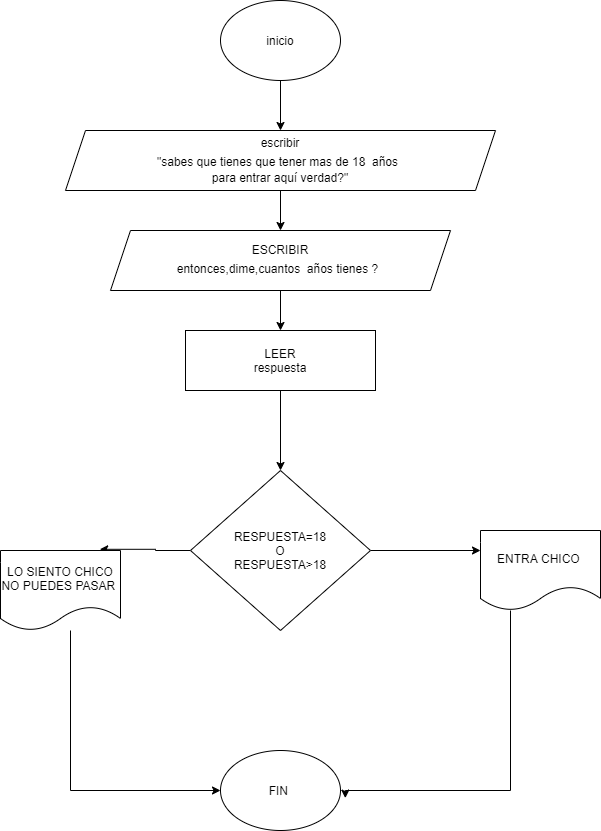 inicio
escribir
"sabes que tienes que tener mas de 18 años
para entrar aquí verdad?"
ESCRIBIR
entonces,dime,cuantos años tienes ?
LEER
respuesta
RESPUESTA=18
O
RESPUESTA>18
LO SIENTO CHICO
NO PUEDES PASAR
ENTRA CHICO
FIN